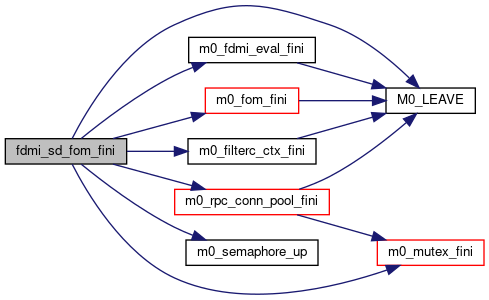 fdmi_sd_fom_fini
m0_fdmi_eval_fini
m0_fom_fini
m0_filterc_ctx_fini
m0_rpc_conn_pool_fini
m0_semaphore_up
M0_LEAVE
m0_mutex_fini